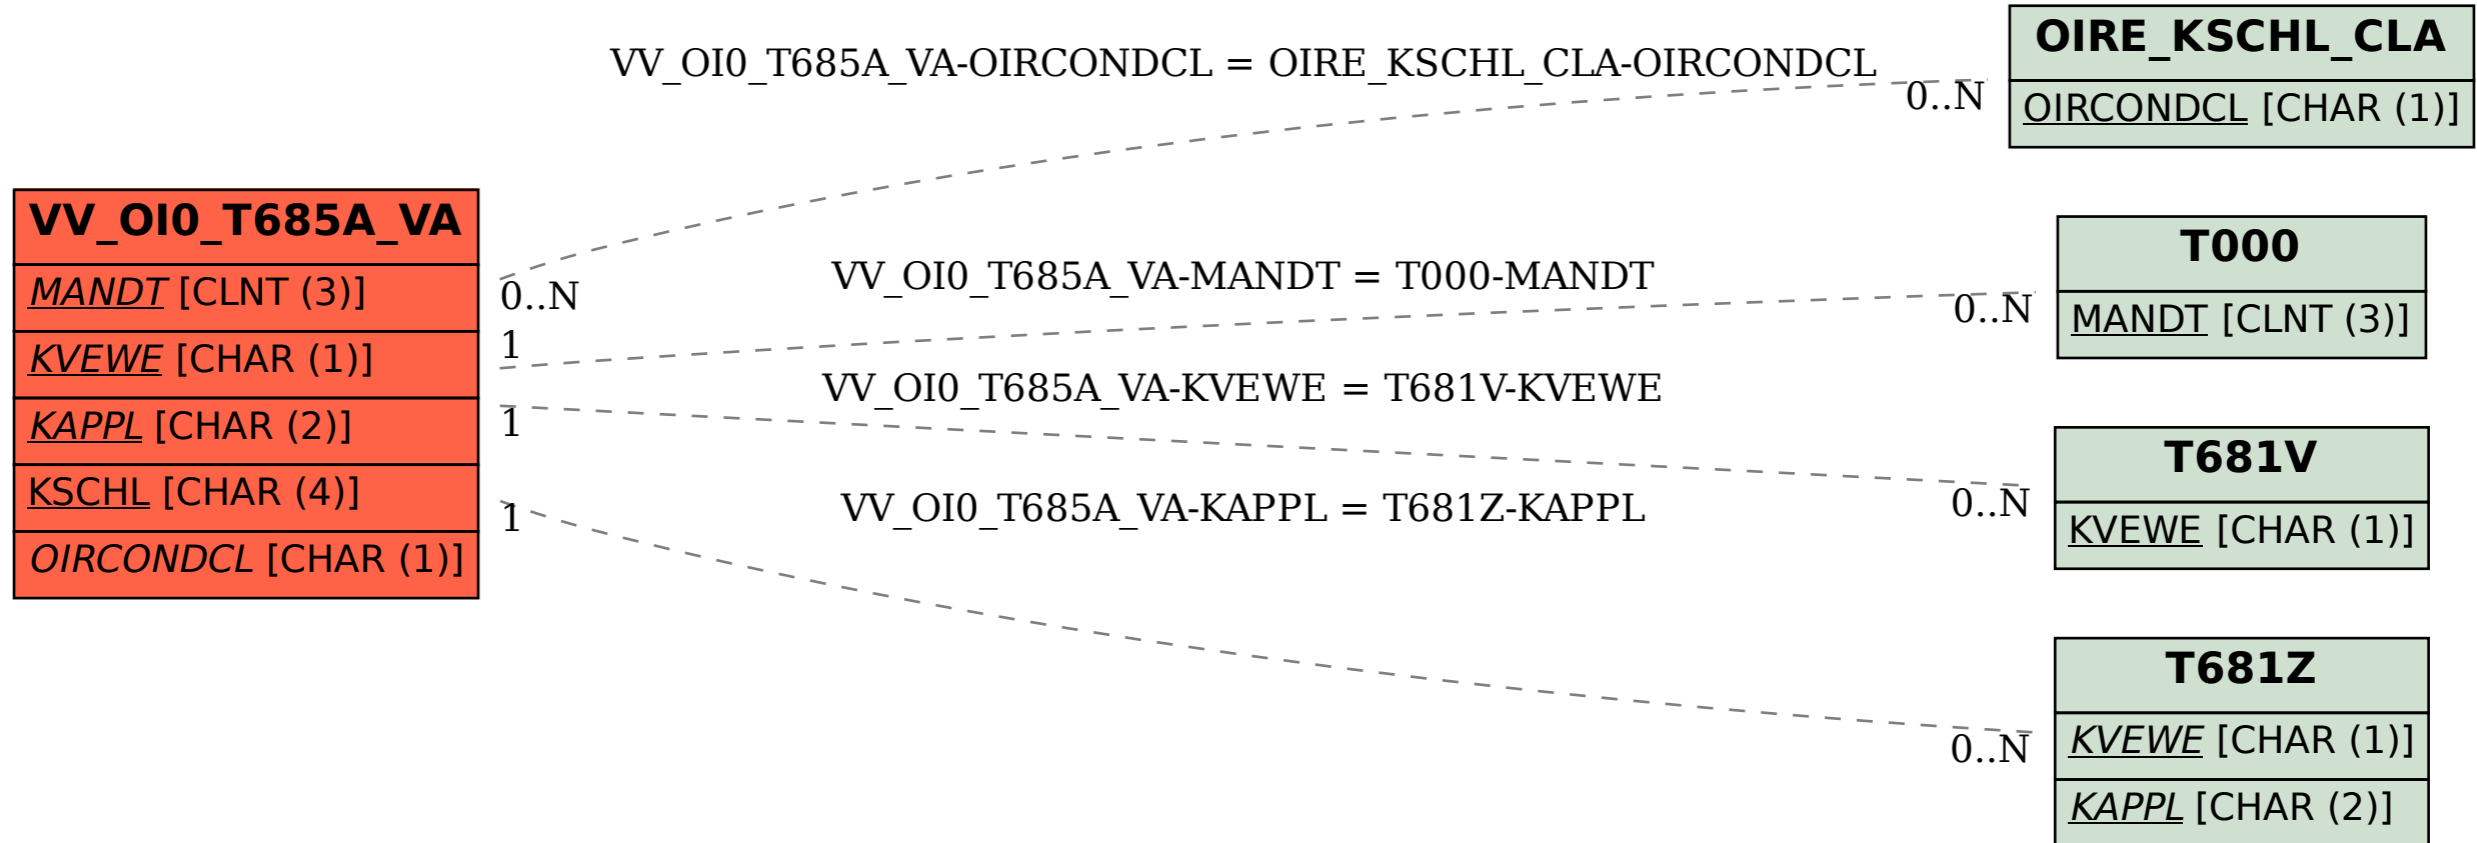 VV_OI0_T685A_VA-OIRCONDCL = OIRE_KSCHL_CLA-OIRCONDCL
0..N
OIRE_KSCHL_CLA
OIRCONDCL [CHAR (1)]
VV_OI0_T685A_VA
MANDT [CLNT (3)]
KVEWE [CHAR (1)]
KAPPL [CHAR (2)]
KSCHL [CHAR (4)]
OIRCONDCL [CHAR (1)]
0..N
1
1
1
VV_OI0_T685A_VA-MANDT = T000-MANDT
0..N
T000
MANDT [CLNT (3)]
VV_OI0_T685A_VA-KVEWE = T681V-KVEWE
0..N
T681V
KVEWE [CHAR (1)]
VV_OI0_T685A_VA-KAPPL = T681Z-KAPPL
0..N
T681Z
KVEWE [CHAR (1)]
KAPPL [CHAR (2)]